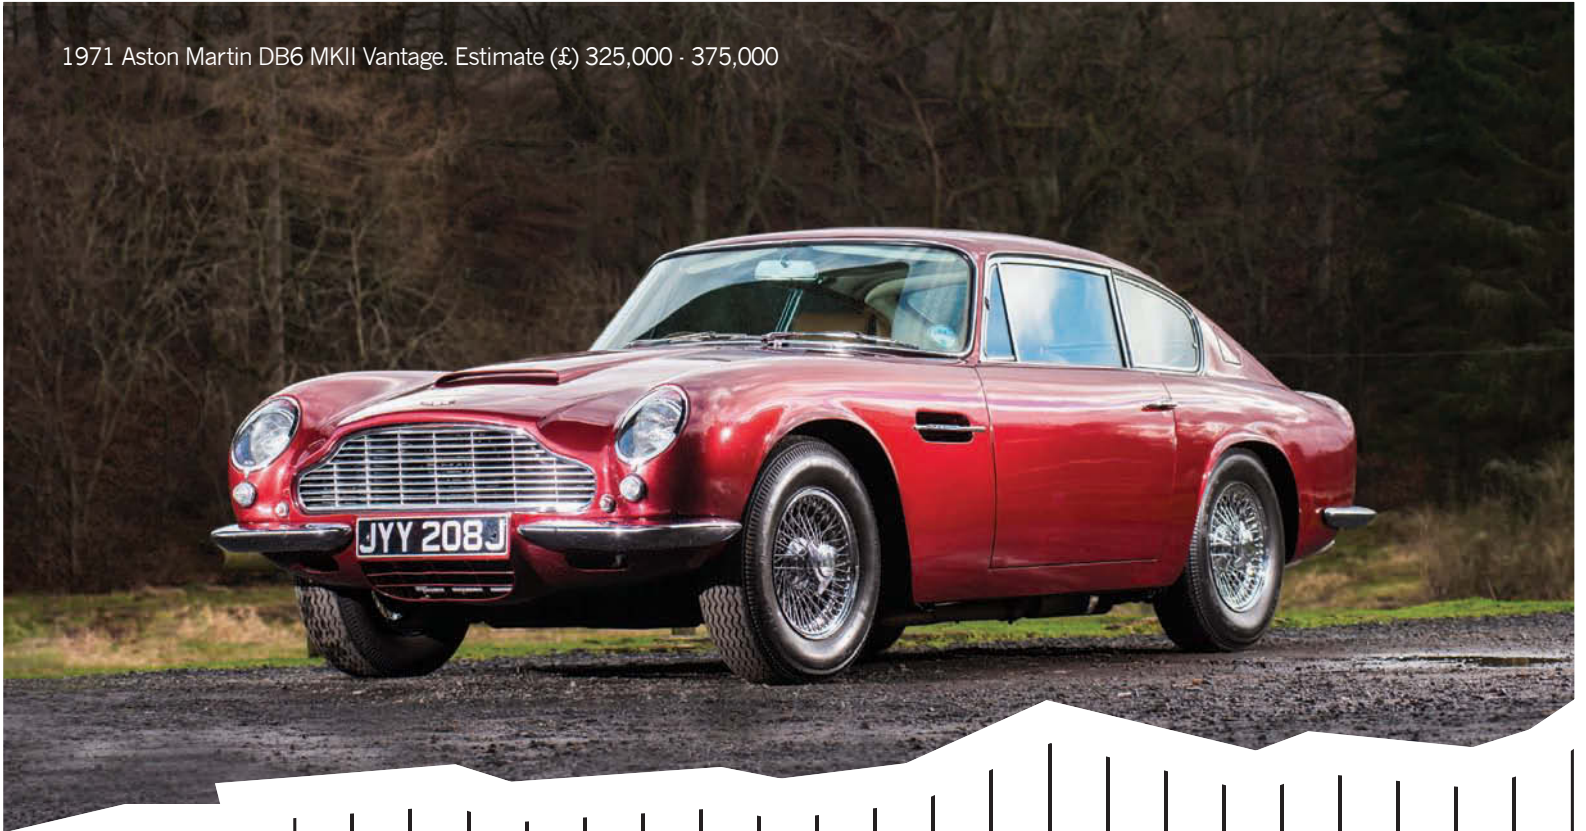 1971 Aston Martin DB6 MKII Vantage. Estimate (£) 325,000 - 375,000
JYY 208J